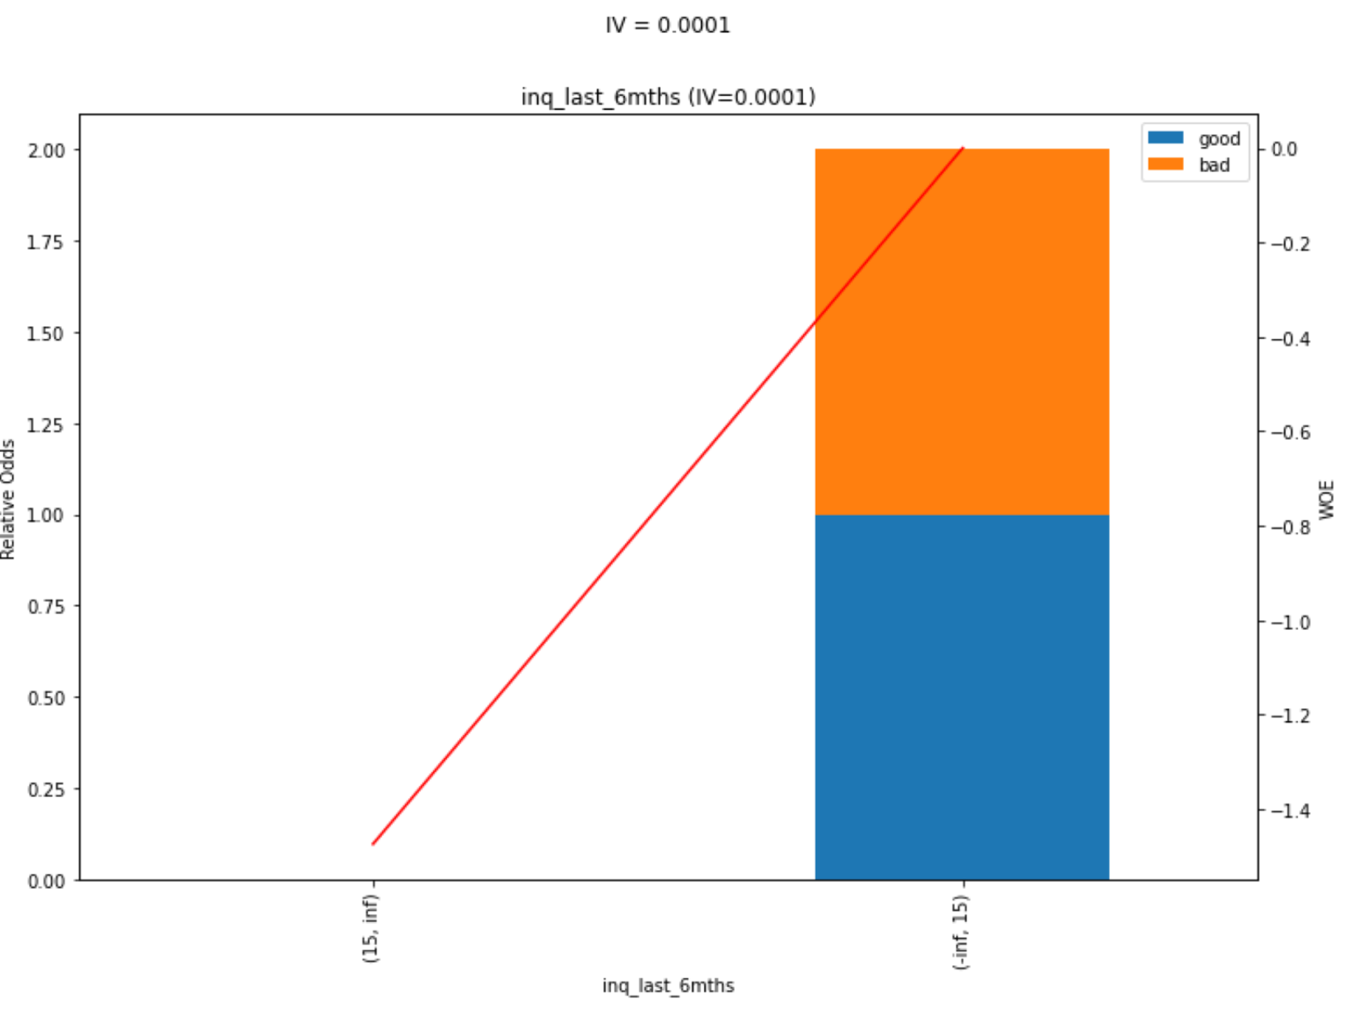 IV = 0.0001
inq_last_6mths (IV=0.0001)
good
bad
2.00
1.75
1.50
1.25
1.00
0.75
0.50
0.25
0.00
Relative Odds
0.0
−0.2
−0.4
−0.6
−0.8
−1.0
−1.2
−1.4
WOE
(15, inf)
(-inf, 15)
inq_last_6mths